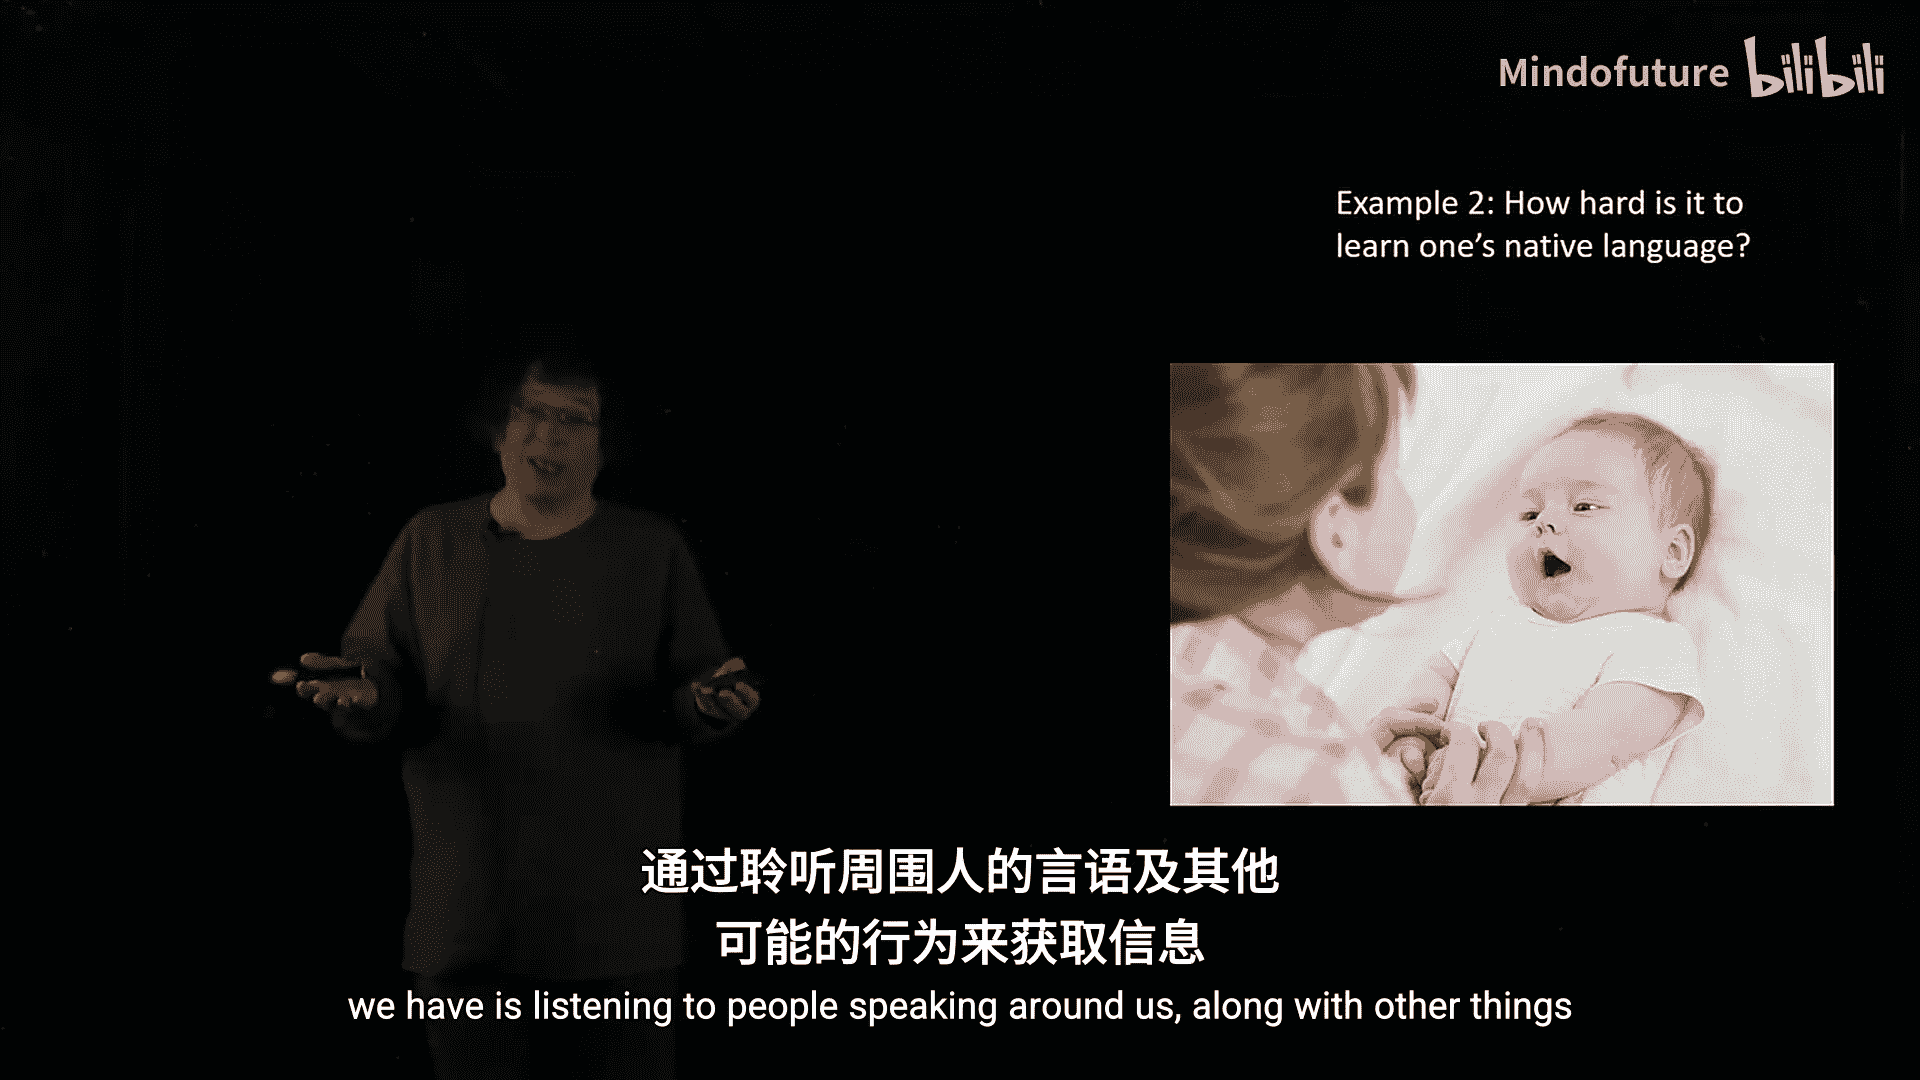 Mindofuture bilibili
Example 2: How hard is it to
learn one’s native language?
通过聆听周围人的言语及其他
可能的行为来获取信息
we have is listening to people speaking around us, along with other things